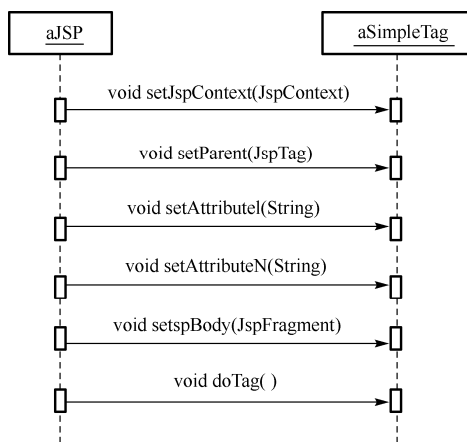 aJSP
aSimpleTag
void setJspContext(JspContext)
void setParent(JspTag)
void setAttributel(String)
void setAttributeN(String)
void setspBody(JspFragment)
void doTag( )